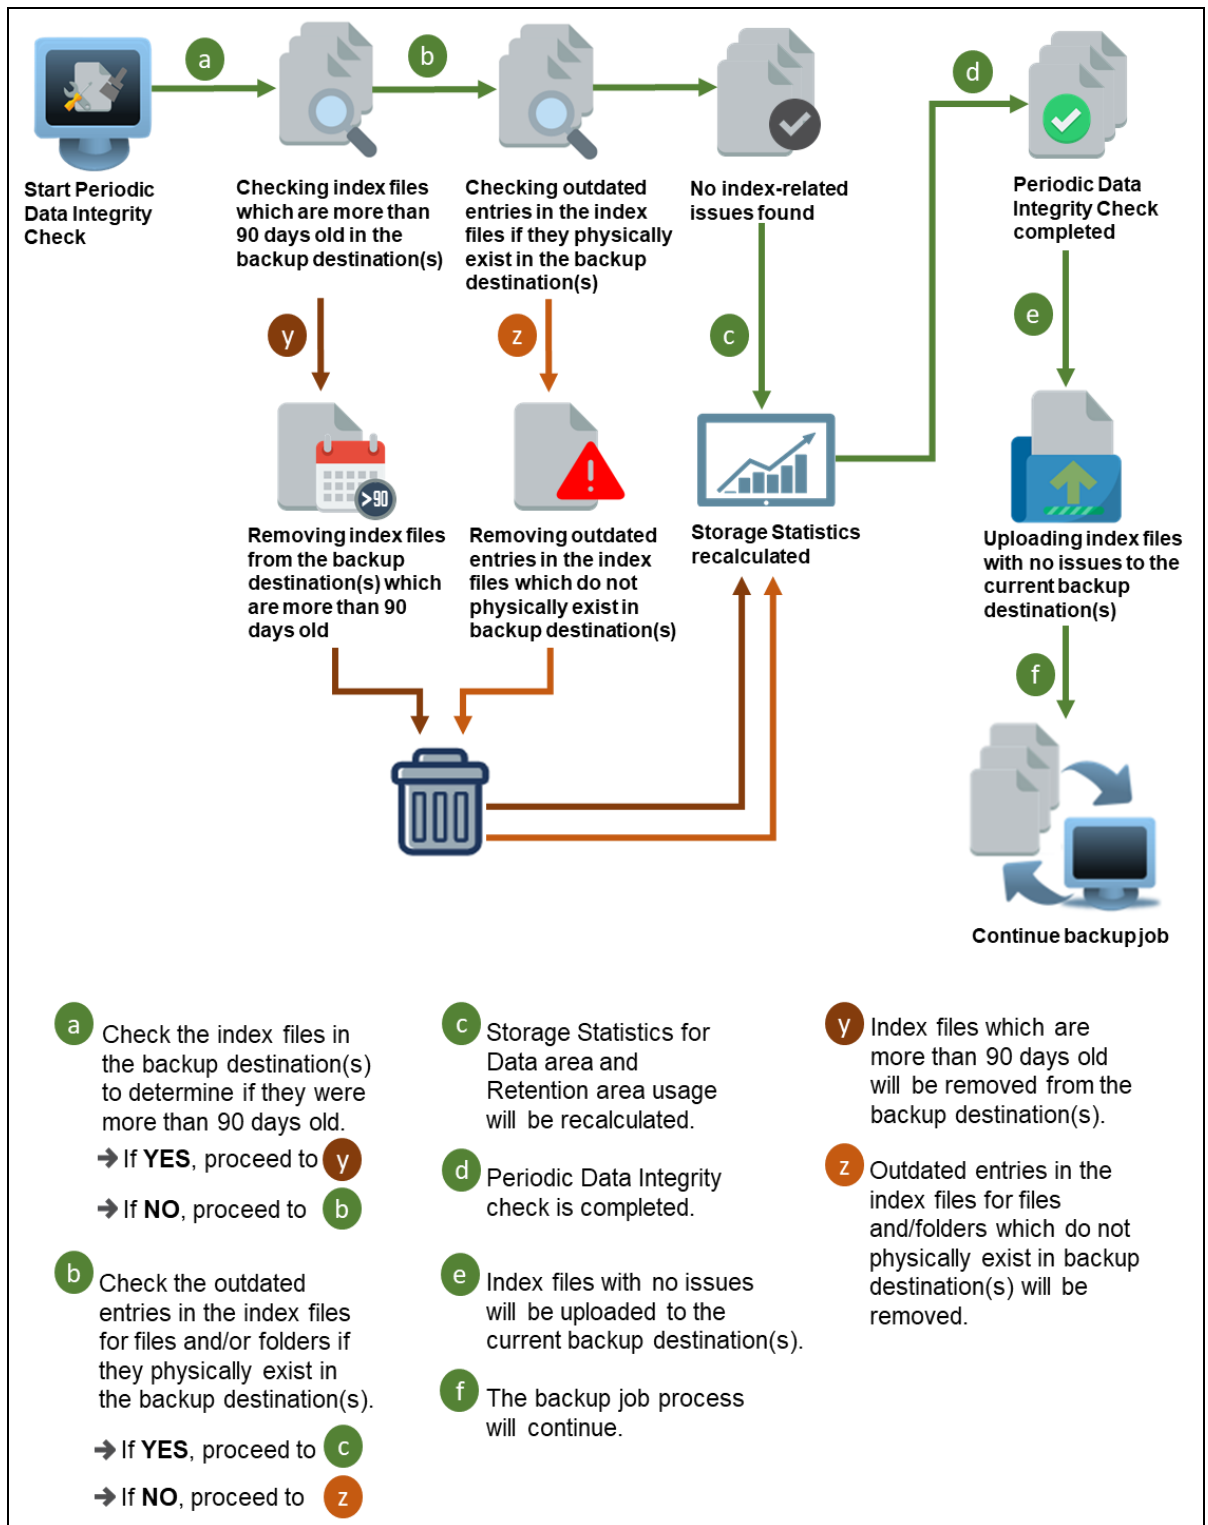 a
b
d
Start Periodic
Data Integrity
Check
Checking index files
which are more than
90 days old in the
backup destination(s)
Checking outdated
entries in the index
files if they physically
exist in the backup
destination(s)
No index-related
issues found
Periodic Data
Integrity Check
completed
y
z
c
e
>90
Removing index files
from the backup
destination(s) which
are more than 90
days old
Removing outdated
entries in the index
files which do not
physically exist in
backup destination(s)
Storage Statistics
recalculated
Uploading index files
with no issues to the
current backup
destination(s)
f
Continue backup job
a
Check the index files in
the backup destination(s)
to determine if they were
more than 90 days old.
➔ If YES, proceed to y
➔ If NO, proceed to b
b
Check the outdated
entries in the index files
for files and/or folders if
they physically exist in
the backup destination(s).
➔ If YES, proceed to c
➔ If NO, proceed to z
c
Storage Statistics for
Data area and
Retention area usage
will be recalculated.
d
Periodic Data Integrity
check is completed.
e
Index files with no issues
will be uploaded to the
current backup destination(s).
f
The backup job process
will continue.
y
Index files which are
more than 90 days old
will be removed from the
backup destination(s).
z
Outdated entries in the
index files for files
and/folders which do not
physically exist in backup
destination(s) will be
removed.